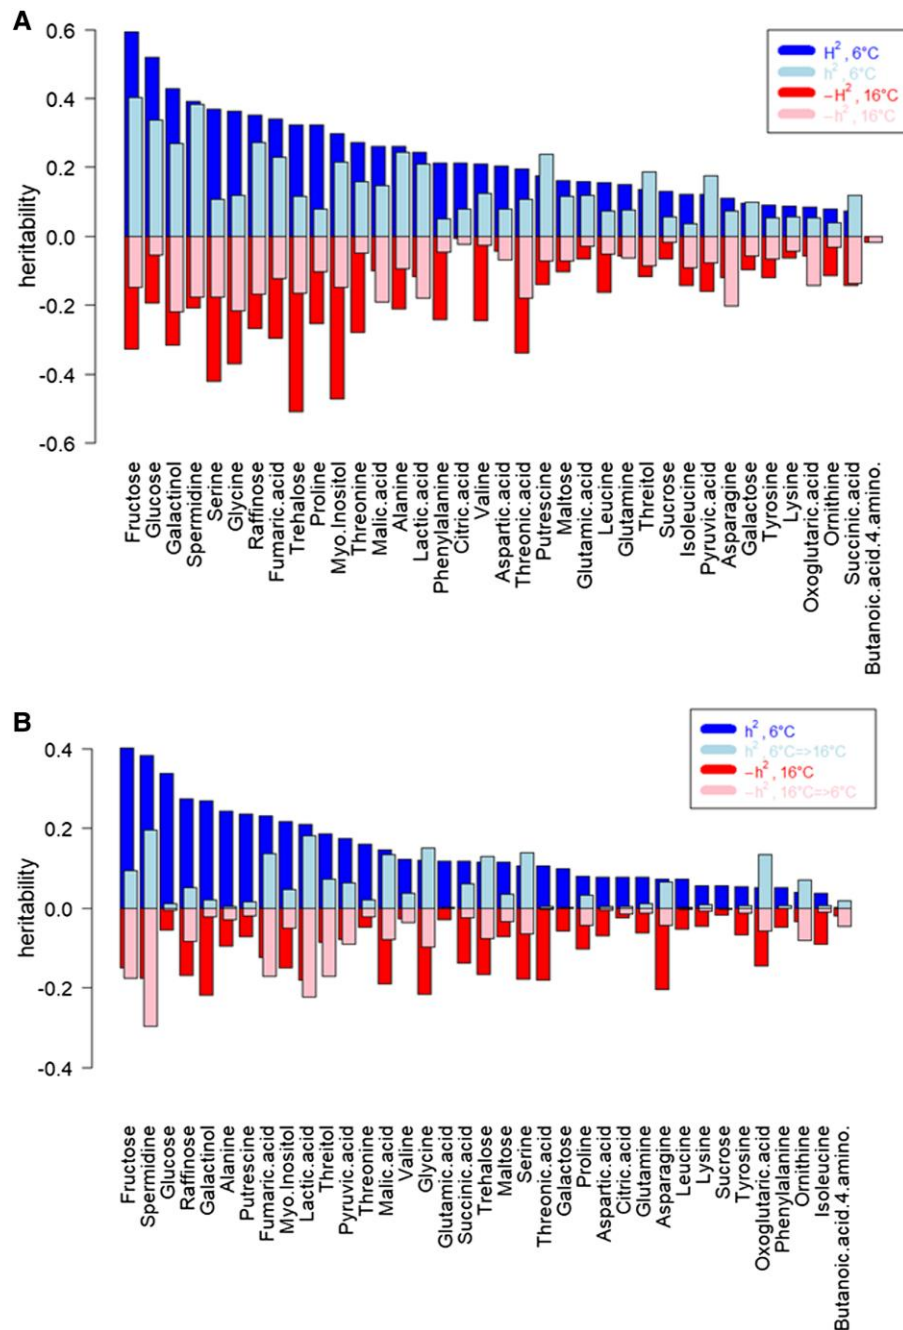 A
0.6
0.4
0.2
0.0
-0.2
-0.4
-0.6
heritability
H², 6°C
h², 6°C
–H², 16°C
–h², 16°C
Fructose
Glucose
Galactinol
Spermidine
Serine
Glycine
Raffinose
Fumaric.acid
Trehalose
Proline
Myo.Inositol
Threonine
Malic.acid
Alanine
Lactic.acid
Phenylalanine
Citric.acid
Valine
Aspartic.acid
Threonic.acid
Putrescine
Maltose
Glutamic.acid
Leucine
Glutamine
Threitol
Sucrose
Isoleucine
Pyruvic.acid
Asparagine
Galactose
Tyrosine
Lysine
Oxoglutaric.acid
Ornithine
Succinic.acid
Butanoic.acid.4.amino.
B
0.4
0.2
0.0
-0.2
-0.4
heritability
h², 6°C
h², 6°C=>16°C
–h², 16°C
–h², 16°C=>6°C
Fructose
Spermidine
Glucose
Raffinose
Galactinol
Alanine
Putrescine
Fumaric.acid
Myo.Inositol
Lactic.acid
Threitol
Pyruvic.acid
Threonine
Malic.acid
Valine
Glycine
Glutamic.acid
Succinic.acid
Trehalose
Maltose
Serine
Threonic.acid
Galactose
Proline
Aspartic.acid
Citric.acid
Glutamine
Asparagine
Leucine
Lysine
Sucrose
Tyrosine
Oxoglutaric.acid
Phenylalanine
Ornithine
Isoleucine
Butanoic.acid.4.amino.